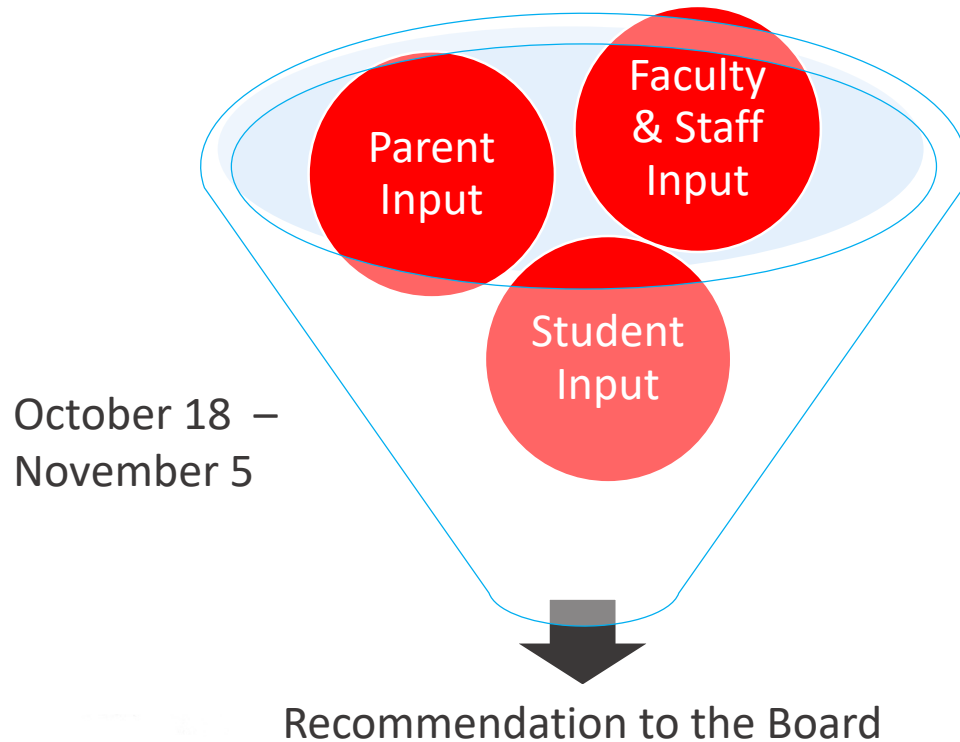 Faculty
& Staff
Input
Parent
Input
Student
Input
October 18 –
November 5
Recommendation to the Board